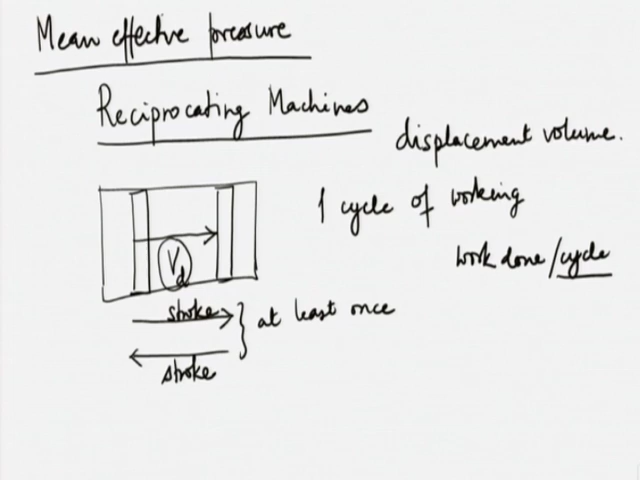 Mean effective pressure
Reciprocating Machines
displacement volume.
1 cycle of working
work done/cycle
Vd
stroke
at least once
stroke